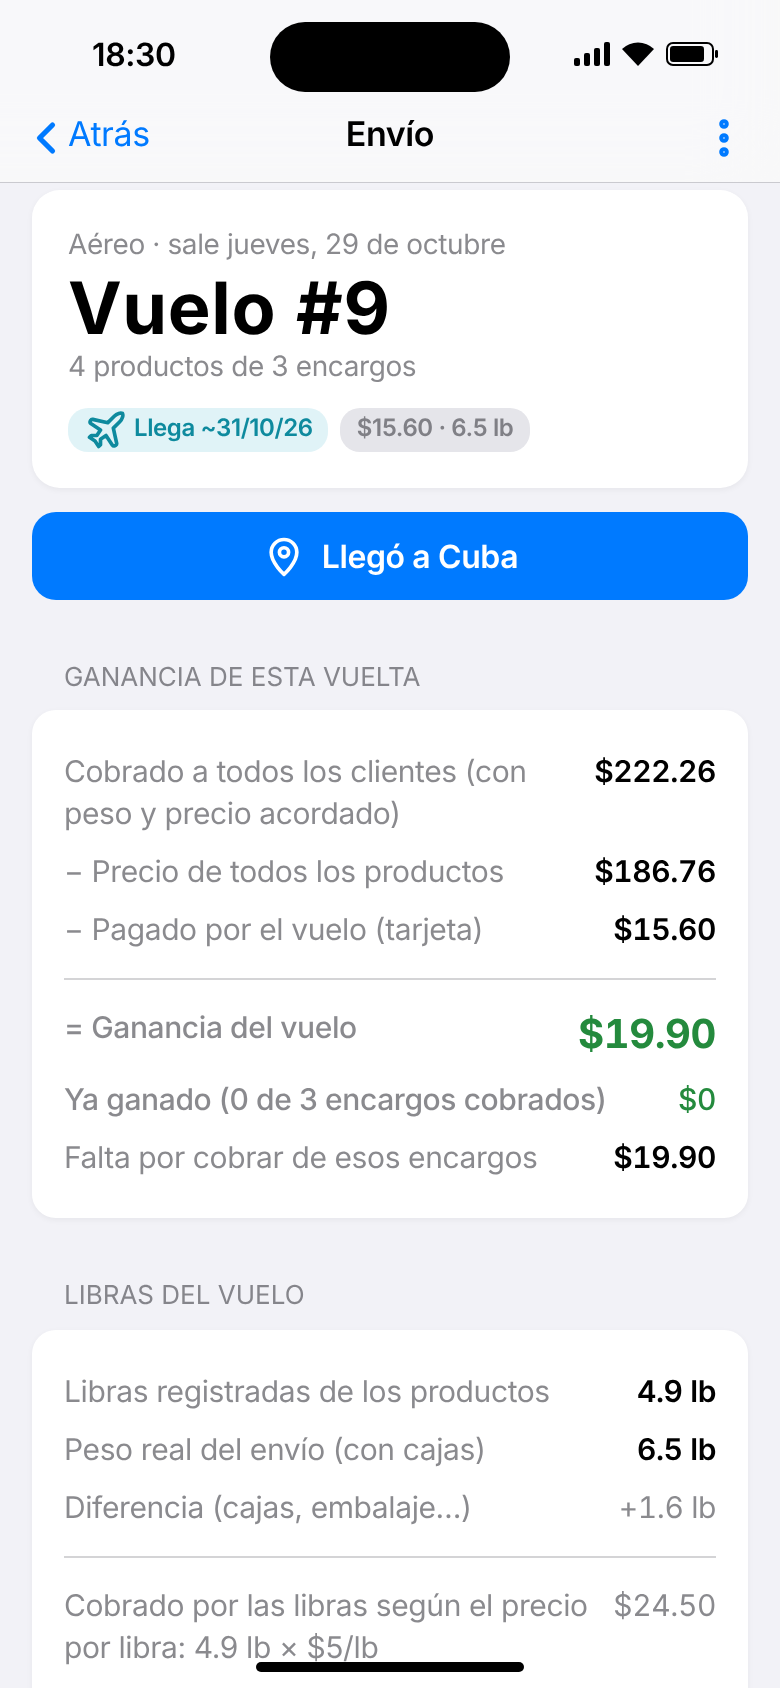 18:30
Atrás
Envío
Aéreo · sale jueves, 29 de octubre
Vuelo #9
4 productos de 3 encargos
Llega ~31/10/26
$15.60 · 6.5 lb
Llegó a Cuba
GANANCIA DE ESTA VUELTA
Cobrado a todos los clientes (con $222.26
peso y precio acordado)
− Precio de todos los productos $186.76
− Pagado por el vuelo (tarjeta) $15.60
= Ganancia del vuelo $19.90
Ya ganado (0 de 3 encargos cobrados) $0
Falta por cobrar de esos encargos $19.90
LIBRAS DEL VUELO
Libras registradas de los productos 4.9 lb
Peso real del envío (con cajas) 6.5 lb
Diferencia (cajas, embalaje...) +1.6 lb
Cobrado por las libras según el precio $24.50
por libra: 4.9 lb × $5/lb